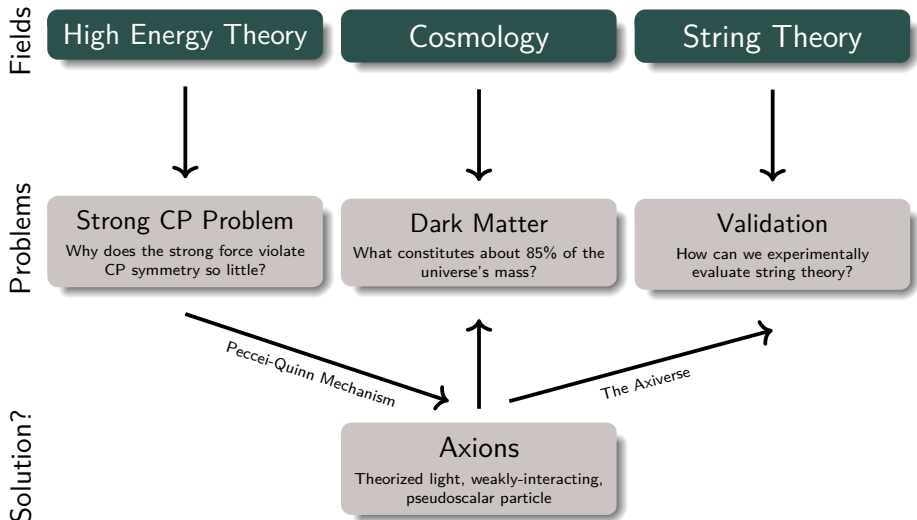 Fields
High Energy Theory
Cosmology
String Theory
Problems
Strong CP Problem
Why does the strong force violate
CP symmetry so little?
Dark Matter
What constitutes about 85% of the
universe's mass?
Validation
How can we experimentally
evaluate string theory?
Peccei-Quinn Mechanism
The Axiverse
Solution?
Axions
Theorized light, weakly-interacting,
pseudoscalar particle